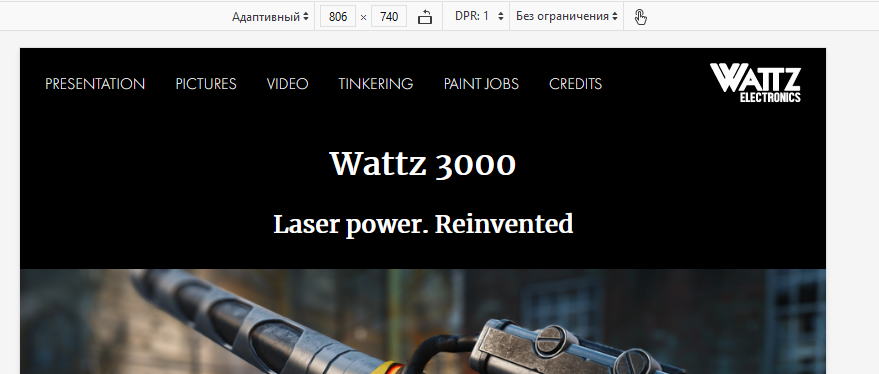 Адаптивный 806 × 740 DPR: 1 Без ограничения
PRESENTATION PICTURES VIDEO TINKERING PAINT JOBS CREDITS
WATTZ
ELECTRONICS
Wattz 3000
Laser power. Reinvented